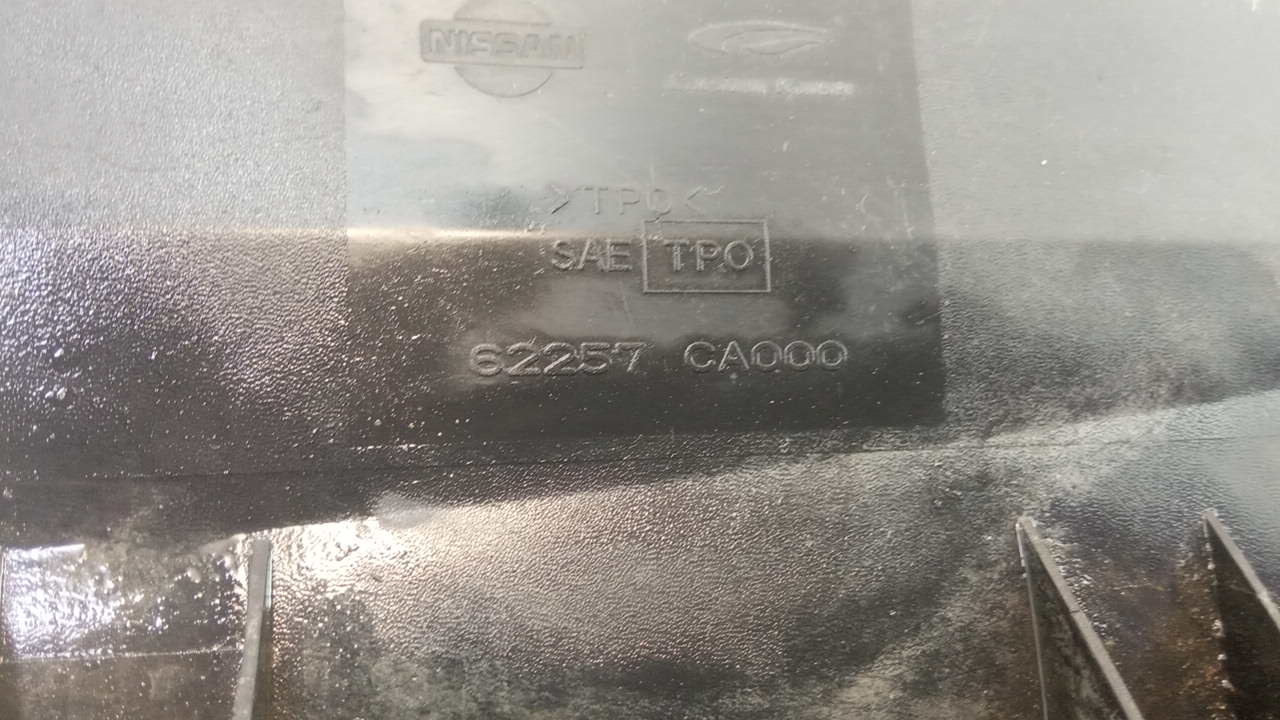 NISSAN
>TPO<
SAE TPO
62257 CA000